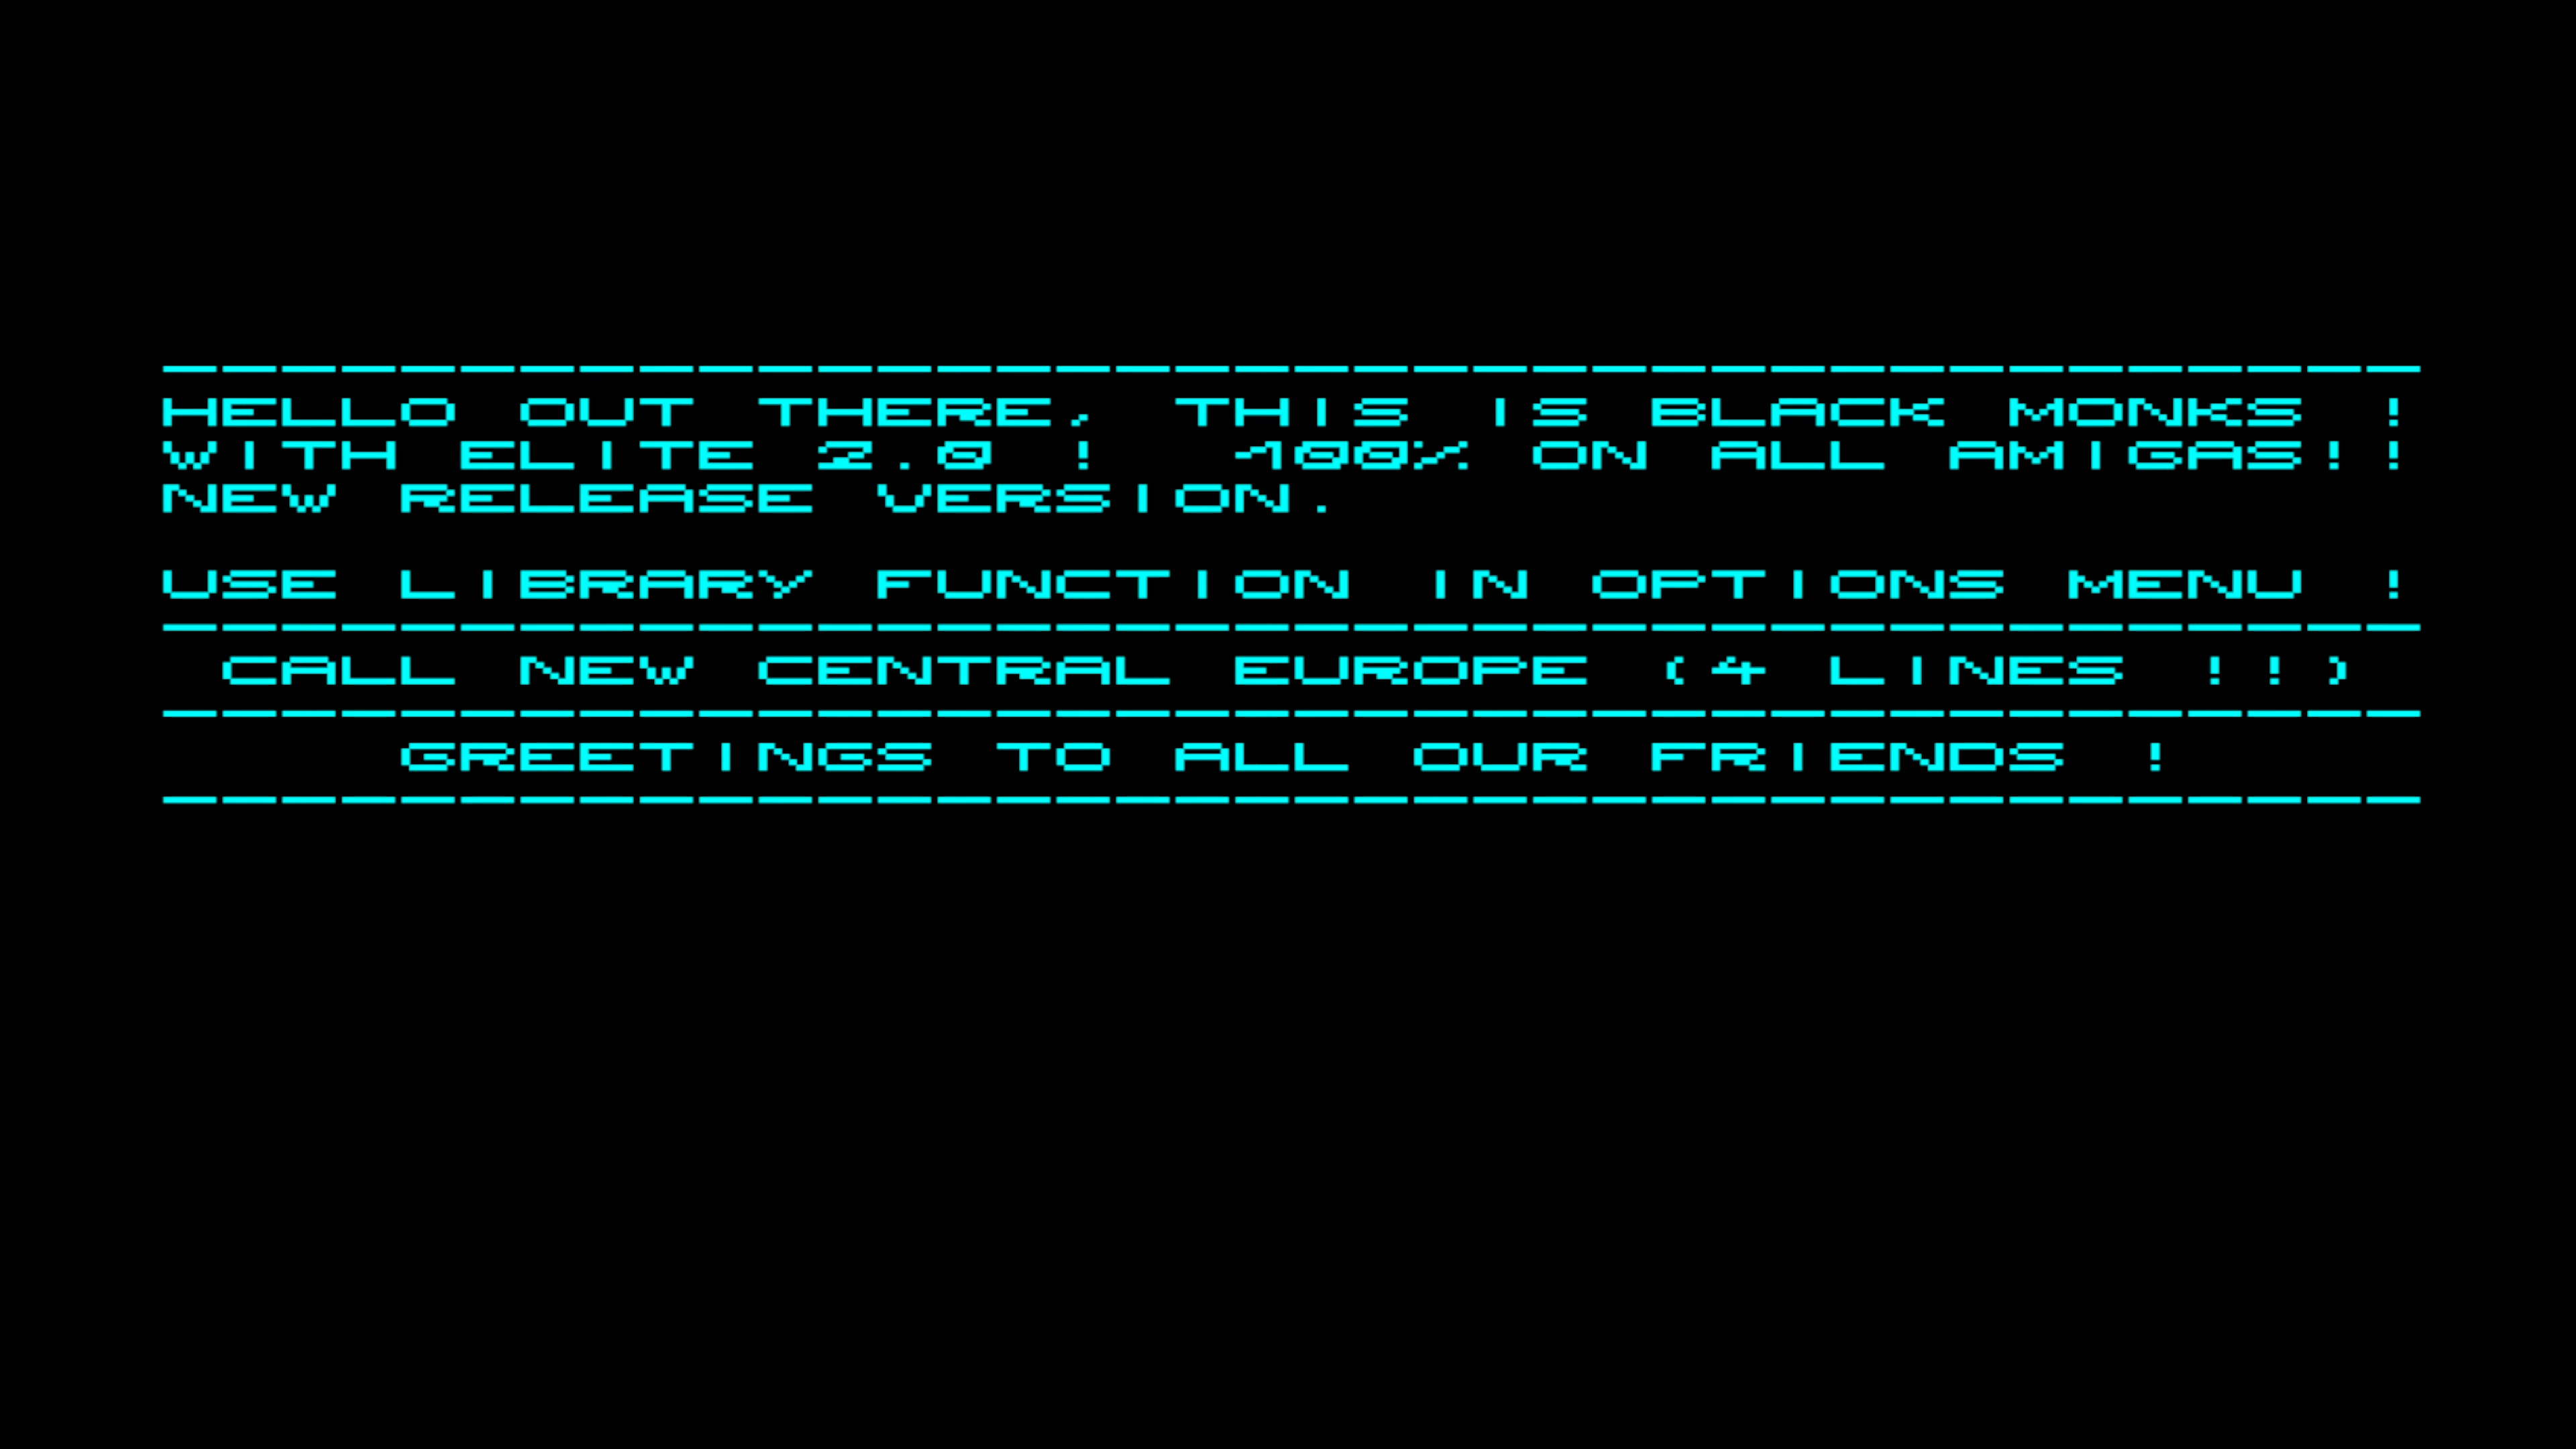 --------------------------------------
HELLO OUT THERE, THIS IS BLACK MONKS !
WITH ELITE 2.0 !  100% ON ALL AMIGAS!!
NEW RELEASE VERSION.
USE LIBRARY FUNCTION IN OPTIONS MENU !
--------------------------------------
CALL NEW CENTRAL EUROPE (4 LINES !!)
--------------------------------------
GREETINGS TO ALL OUR FRIENDS !
--------------------------------------